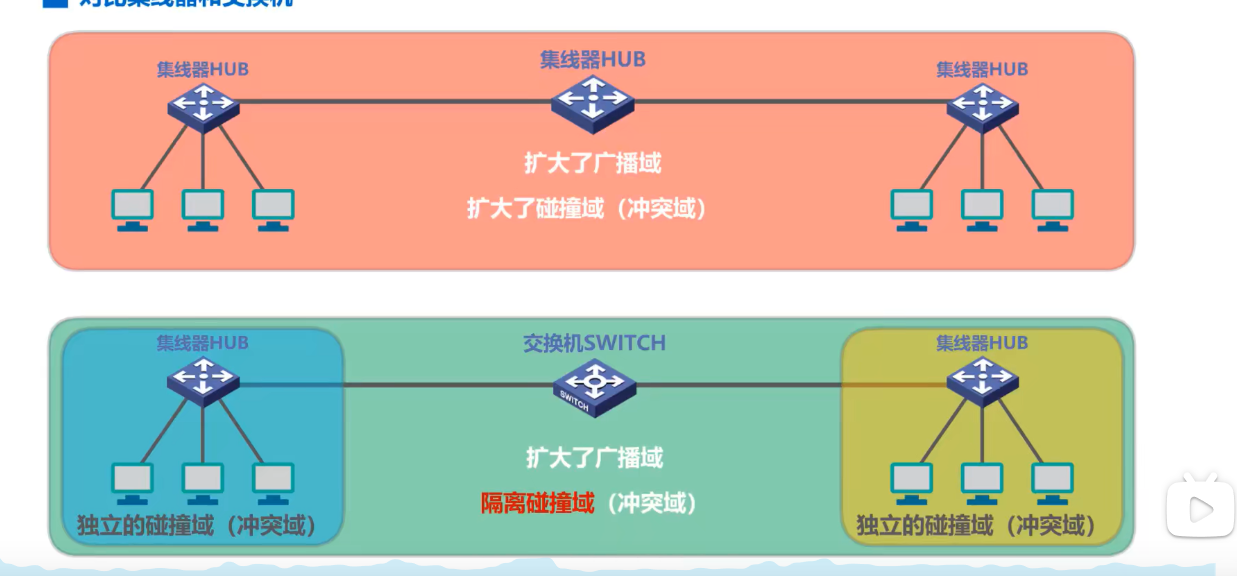 对比集线器和交换机
集线器HUB
集线器HUB
集线器HUB
扩大了广播域
扩大了碰撞域（冲突域）
集线器HUB
交换机SWITCH
集线器HUB
SWITCH
扩大了广播域
隔离碰撞域（冲突域）
独立的碰撞域（冲突域）
独立的碰撞域（冲突域）